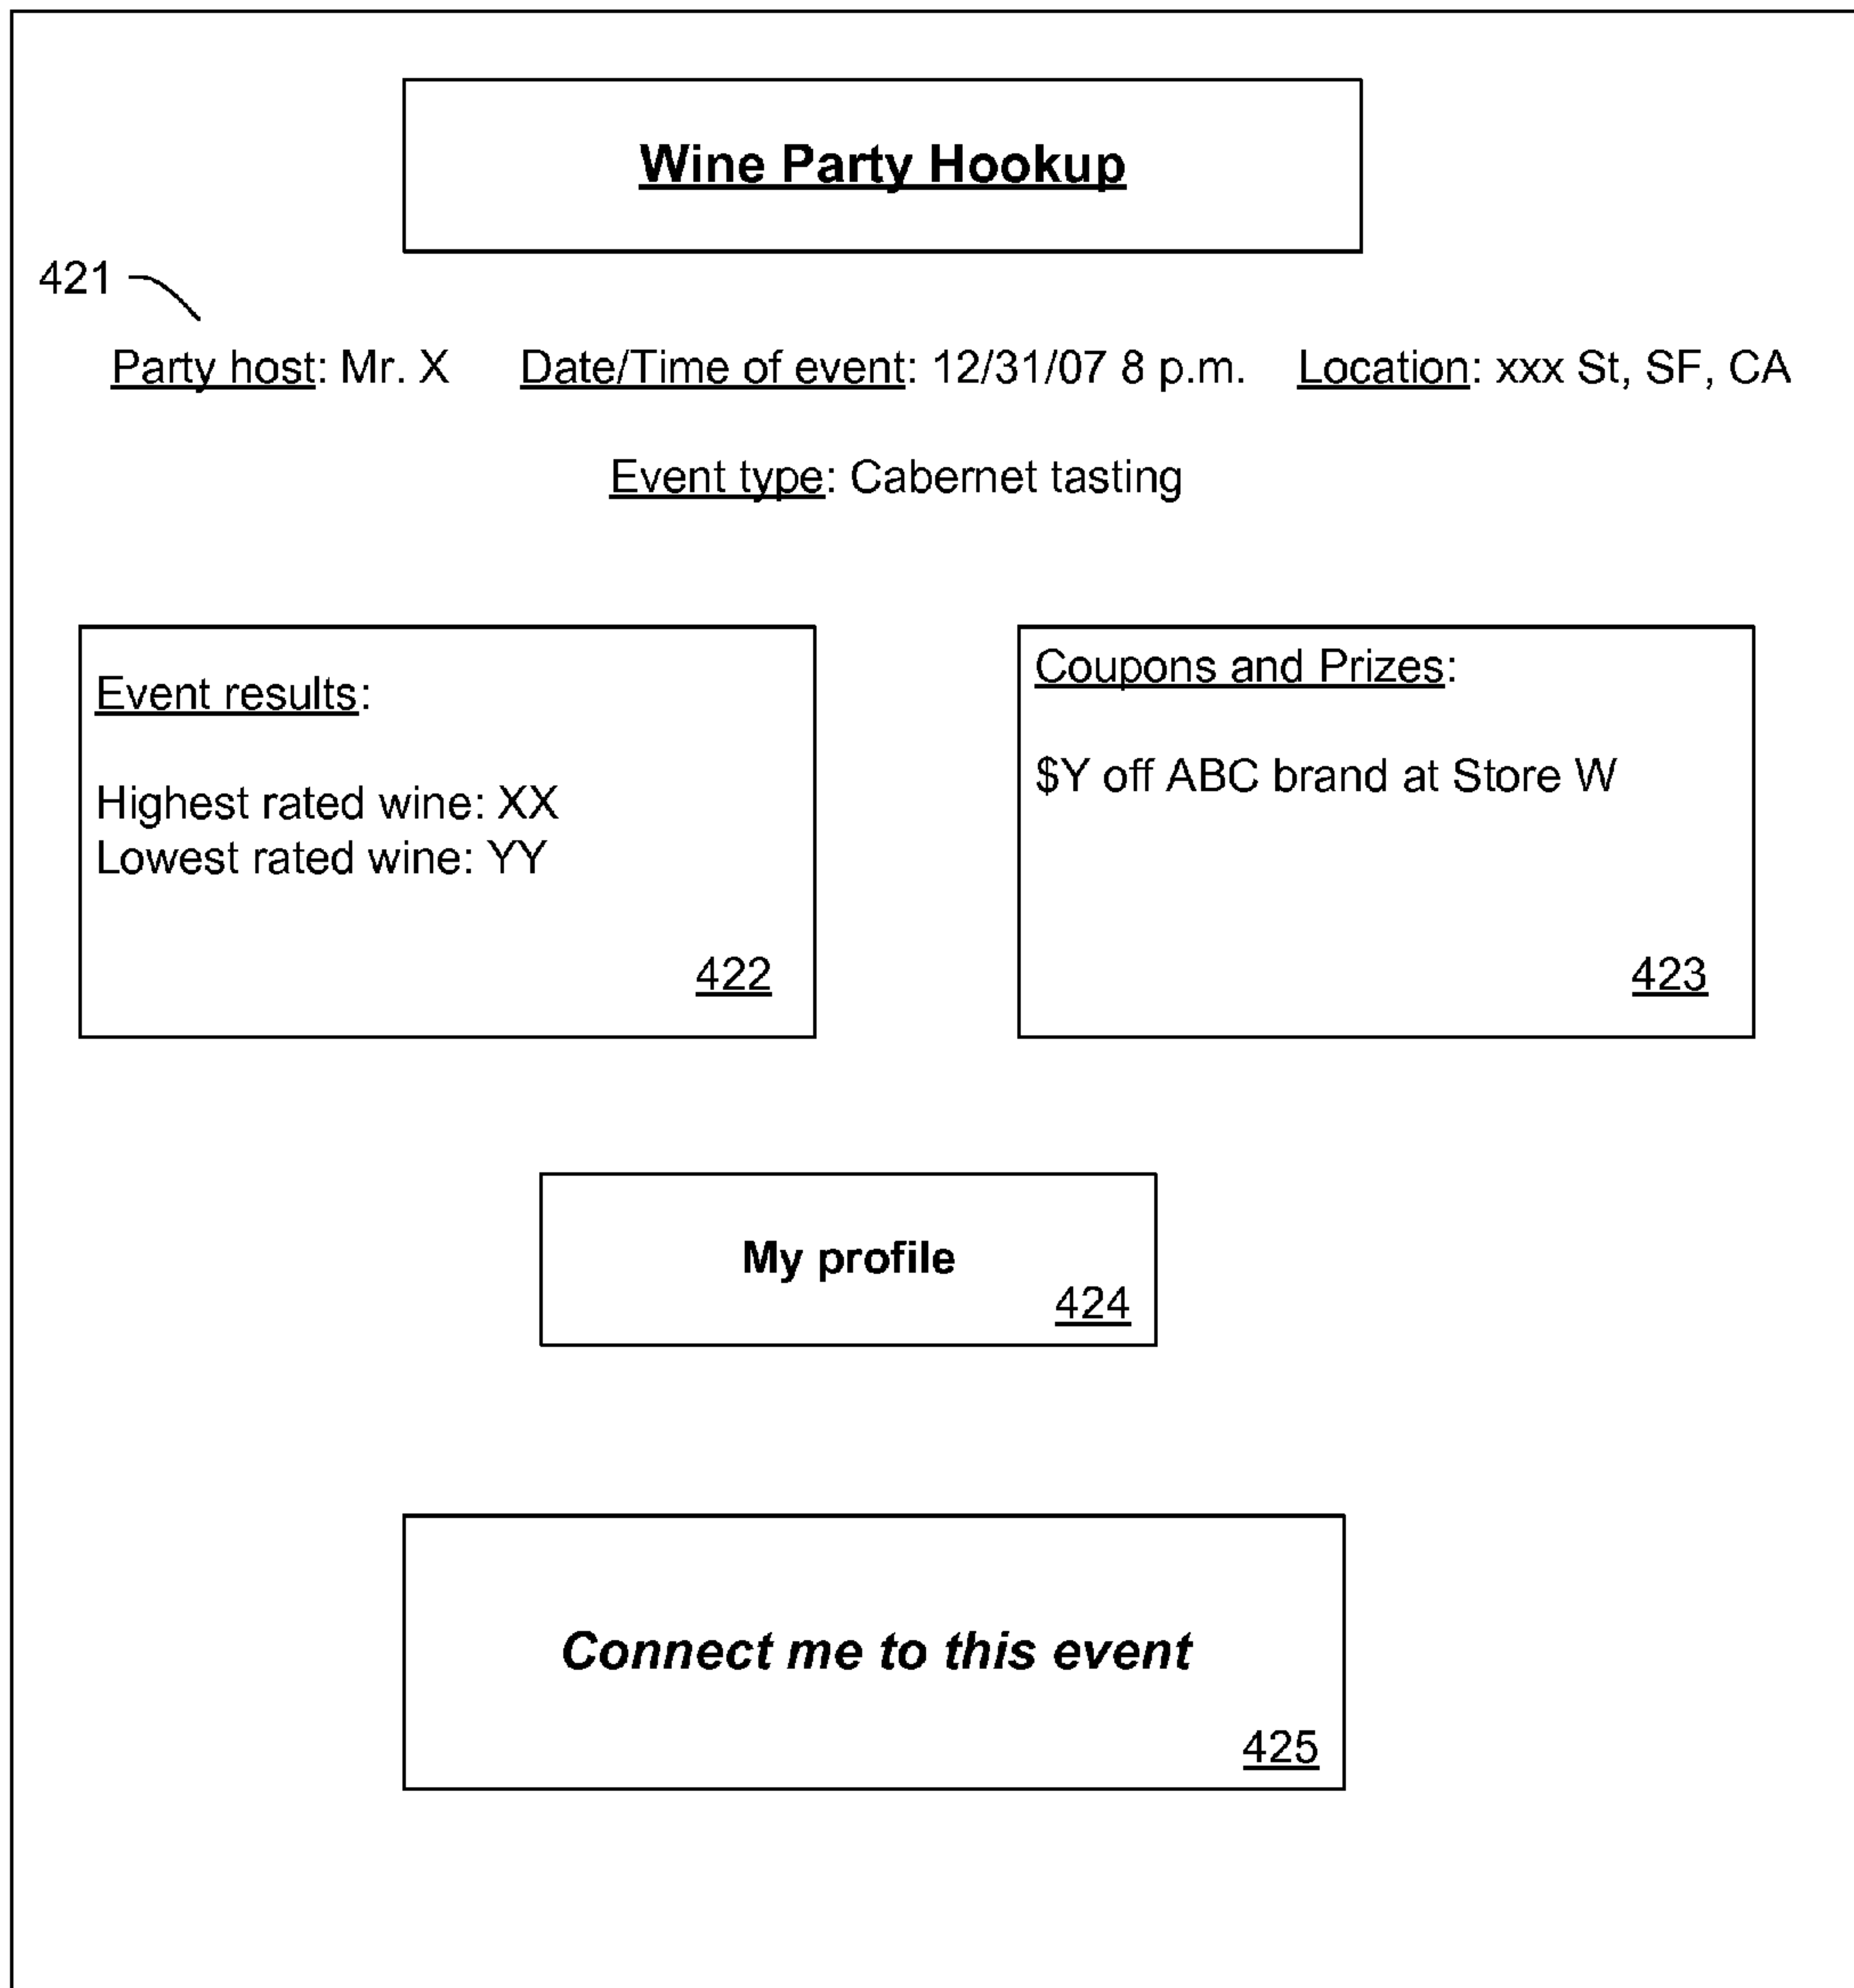 Wine Party Hookup
421
Party host: Mr. X Date/Time of event: 12/31/07 8 p.m. Location: xxx St, SF, CA
Event type: Cabernet tasting
Event results:
Highest rated wine: XX
Lowest rated wine: YY
422
Coupons and Prizes:
$Y off ABC brand at Store W
423
My profile
424
Connect me to this event
425